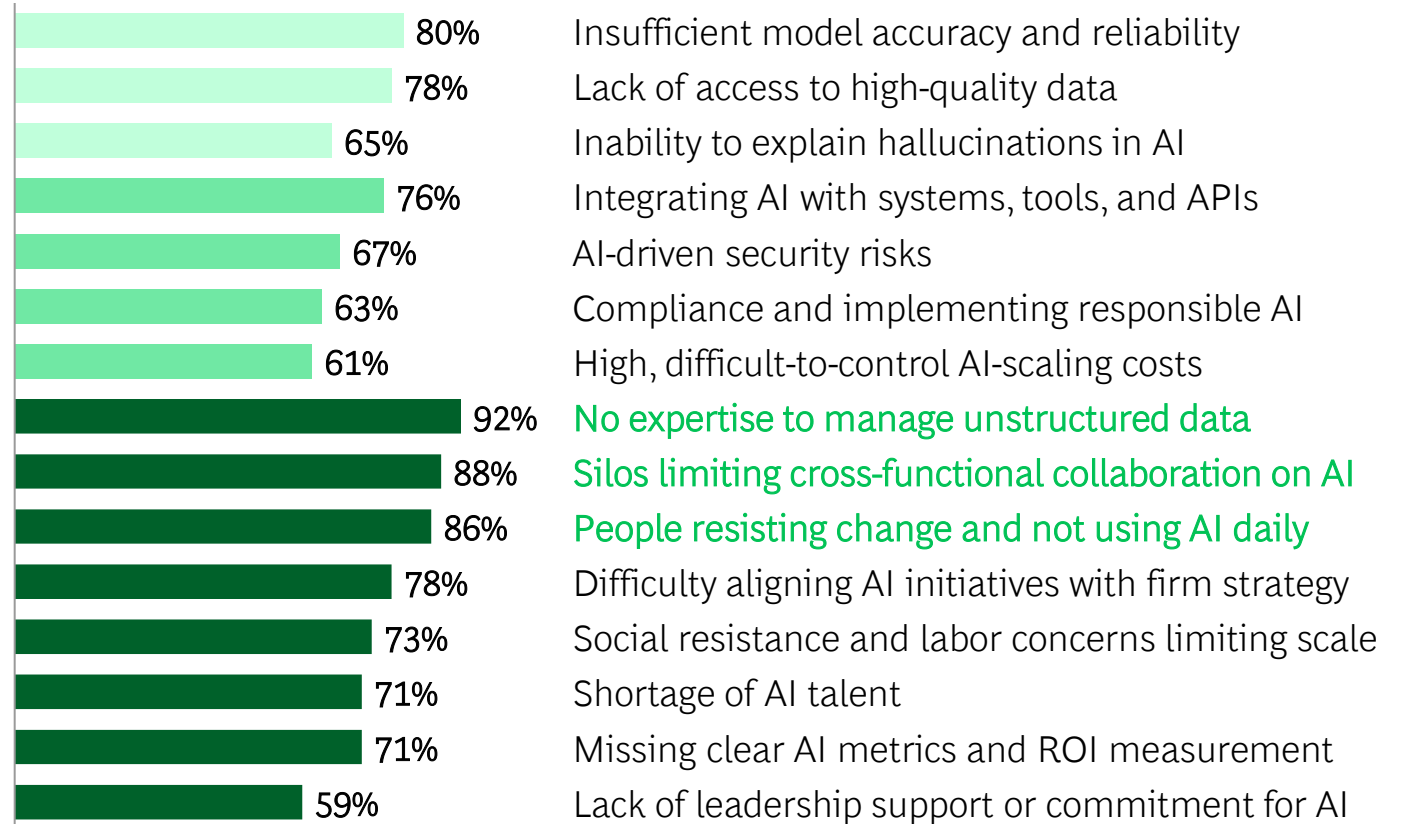 80% Insufficient model accuracy and reliability
78% Lack of access to high-quality data
65% Inability to explain hallucinations in AI
76% Integrating AI with systems, tools, and APIs
67% AI-driven security risks
63% Compliance and implementing responsible AI
61% High, difficult-to-control AI-scaling costs
92% No expertise to manage unstructured data
88% Silos limiting cross-functional collaboration on AI
86% People resisting change and not using AI daily
78% Difficulty aligning AI initiatives with firm strategy
73% Social resistance and labor concerns limiting scale
71% Shortage of AI talent
71% Missing clear AI metrics and ROI measurement
59% Lack of leadership support or commitment for AI